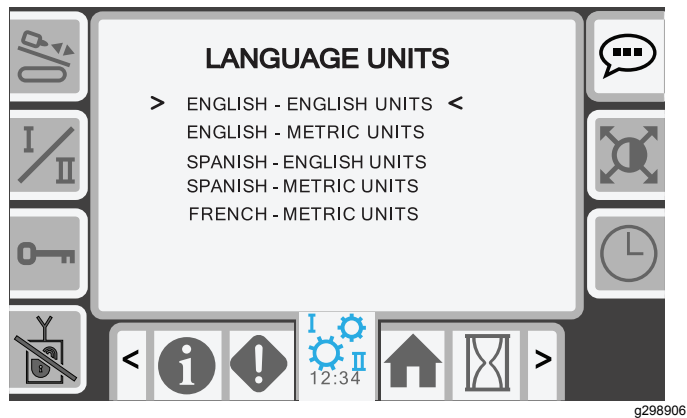 LANGUAGE UNITS
> ENGLISH - ENGLISH UNITS <
ENGLISH - METRIC UNITS
SPANISH - ENGLISH UNITS
SPANISH - METRIC UNITS
FRENCH - METRIC UNITS
I/II
I
II
< 12:34 >
g298906